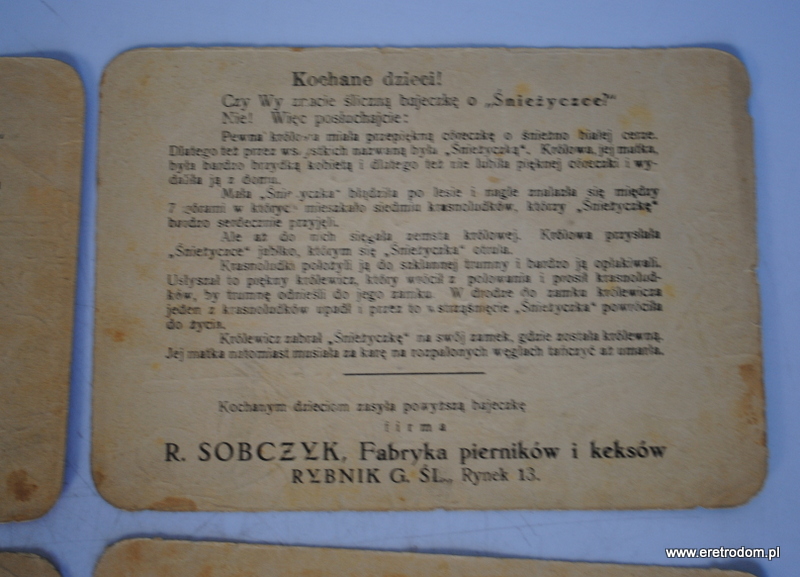 Kochane dzieci!
Czy Wy znacie śliczną bajeczkę o „Śnieżyczce?"
Nie! Więc posłuchajcie:
Pewna królowa miała przepiękną córeczkę o śnieżno białej cerze.
Dlatego też przez wszystkich nazwaną była „Śnieżyczką". Królowa, jej matka,
była bardzo brzydką kobietą i dlatego też nie lubiła pięknej córeczki i wy-
daliła ją z domu.
Mała „Śnieżyczka" błądziła po lesie i nagle znalazła się między
7 górami w których mieszkało siedmiu krasnoludków, którzy „Śnieżyczkę"
bardzo serdecznie przyjęli.
Ale aż do nich sięgała zemsta królowej. Królowa przysłała
„Śnieżyczce" jabłko, którym się „Śnieżyczka" otruła.
Krasnoludki położyli ją do szklannej trumny i bardzo ją opłakiwali.
Usłyszał to piękny królewicz, który wrócił z polowania i prosił krasnolud-
ków, by trumnę odnieśli do jego zamku. W drodze do zamku królewicza
jeden z krasnoludków upadł i przez to wstrząśnięcie „Śnieżyczka" powróciła
do życia.
Królewicz zabrał „Śnieżyczkę" na swój zamek, gdzie została królewną.
Jej matka natomiast musiała za karę na rozpalonych węglach tańczyć aż umarła.
Kochanym dzieciom zasyła powyższą bajeczkę
firma
R. SOBCZYK, Fabryka pierników i keksów
RYBNIK G. ŚL., Rynek 13.
www.eretrodom.pl